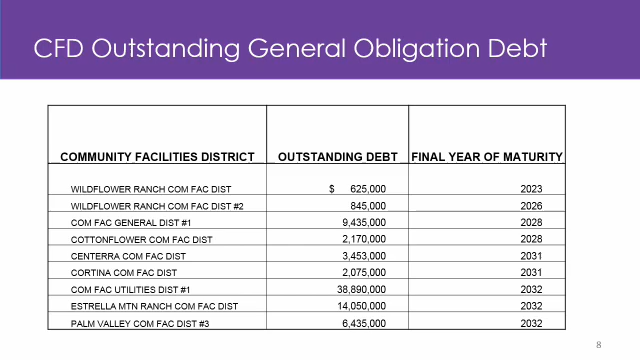 CFD Outstanding General Obligation Debt
COMMUNITY FACILITIES DISTRICT OUTSTANDING DEBT FINAL YEAR OF MATURITY
WILDFLOWER RANCH COM FAC DIST $ 625,000 2023
WILDFLOWER RANCH COM FAC DIST #2 845,000 2026
COM FAC GENERAL DIST #1 9,435,000 2028
COTTONFLOWER COM FAC DIST 2,170,000 2028
CENTERRA COM FAC DIST 3,453,000 2031
CORTINA COM FAC DIST 2,075,000 2031
COM FAC UTILITIES DIST #1 38,890,000 2032
ESTRELLA MTN RANCH COM FAC DIST 14,050,000 2032
PALM VALLEY COM FAC DIST #3 6,435,000 2032
8